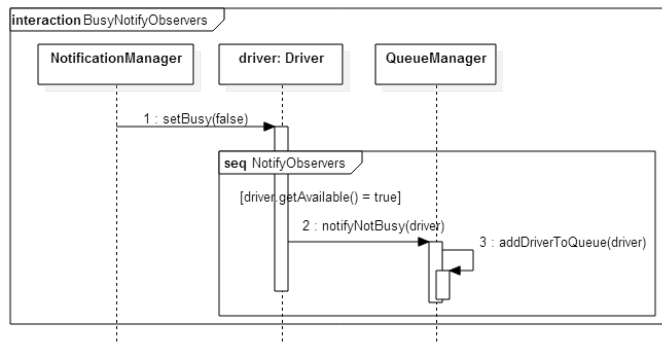 interaction BusyNotifyObservers
NotificationManager
driver: Driver
QueueManager
1 : setBusy(false)
seq NotifyObservers
[driver.getAvailable() = true]
2 : notifyNotBusy(driver)
3 : addDriverToQueue(driver)